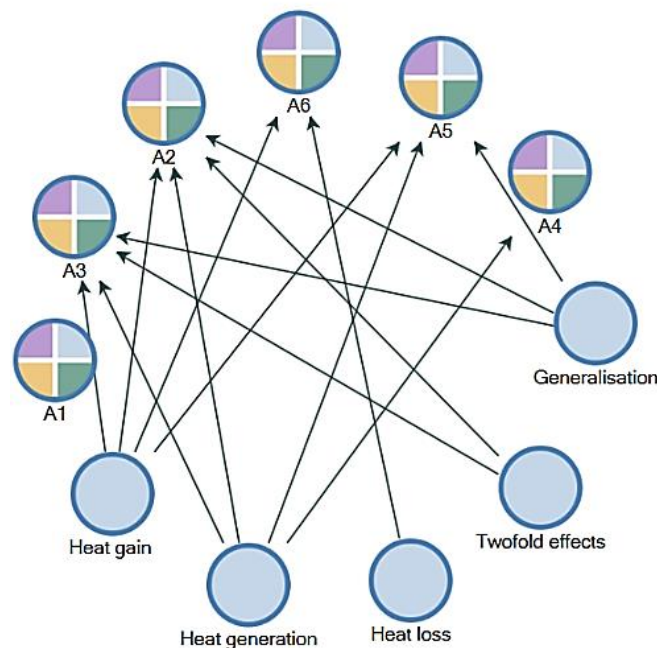 A6
A5
A2
A4
A3
Generalisation
A1
Twofold effects
Heat gain
Heat loss
Heat generation